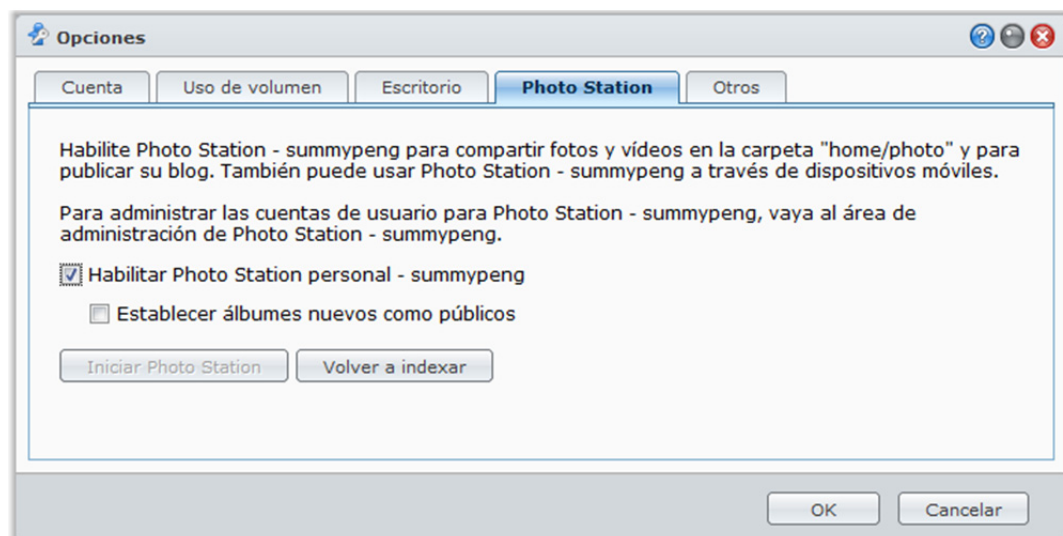 Opciones
Cuenta
Uso de volumen
Escritorio
Photo Station
Otros
Habilite Photo Station - summypeng para compartir fotos y vídeos en la carpeta "home/photo" y para
publicar su blog. También puede usar Photo Station - summypeng a través de dispositivos móviles.
Para administrar las cuentas de usuario para Photo Station - summypeng, vaya al área de
administración de Photo Station - summypeng.
Habilitar Photo Station personal - summypeng
Establecer álbumes nuevos como públicos
Iniciar Photo Station
Volver a indexar
OK
Cancelar